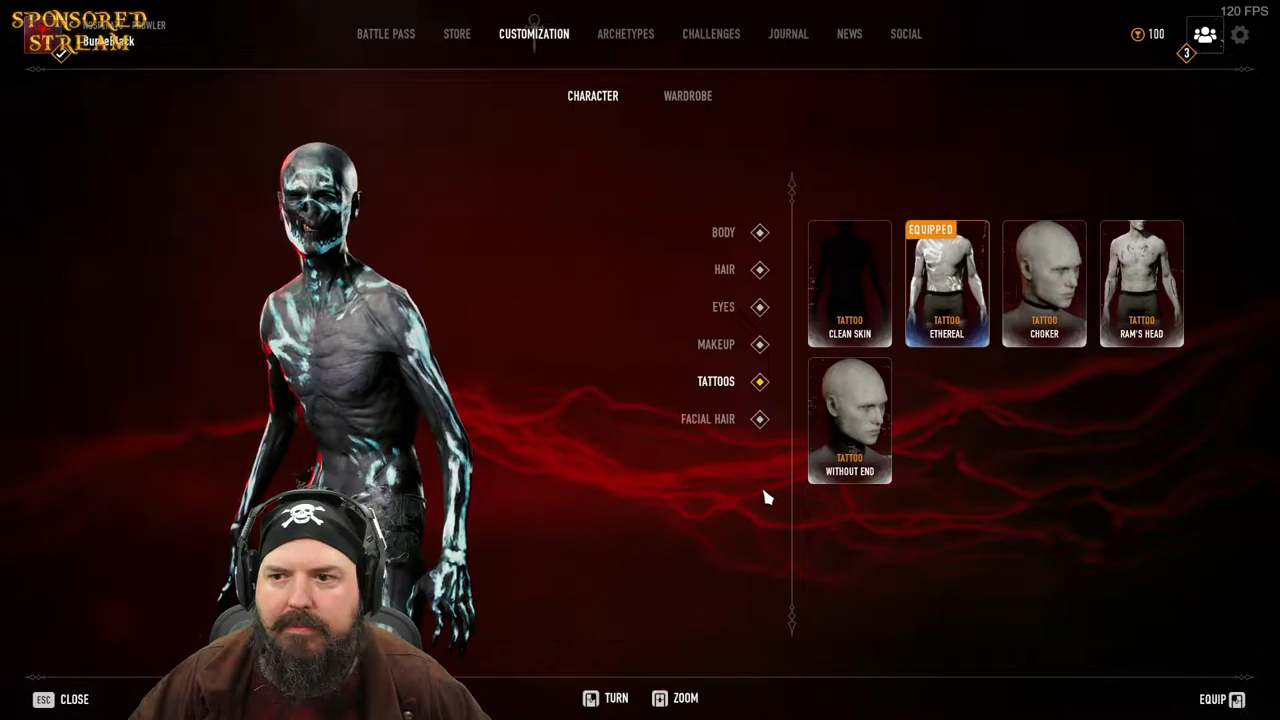 SPONSORED
STREAM
PROWLER
120 FPS
BATTLE PASS
STORE
CUSTOMIZATION
ARCHETYPES
CHALLENGES
JOURNAL
NEWS
SOCIAL
100
3
CHARACTER
WARDROBE
BODY
HAIR
EYES
MAKEUP
TATTOOS
FACIAL HAIR
TATTOO
CLEAN SKIN
EQUIPPED
TATTOO
ETHEREAL
TATTOO
CHOKER
TATTOO
RAM'S HEAD
TATTOO
WITHOUT END
ESC CLOSE
TURN
ZOOM
EQUIP